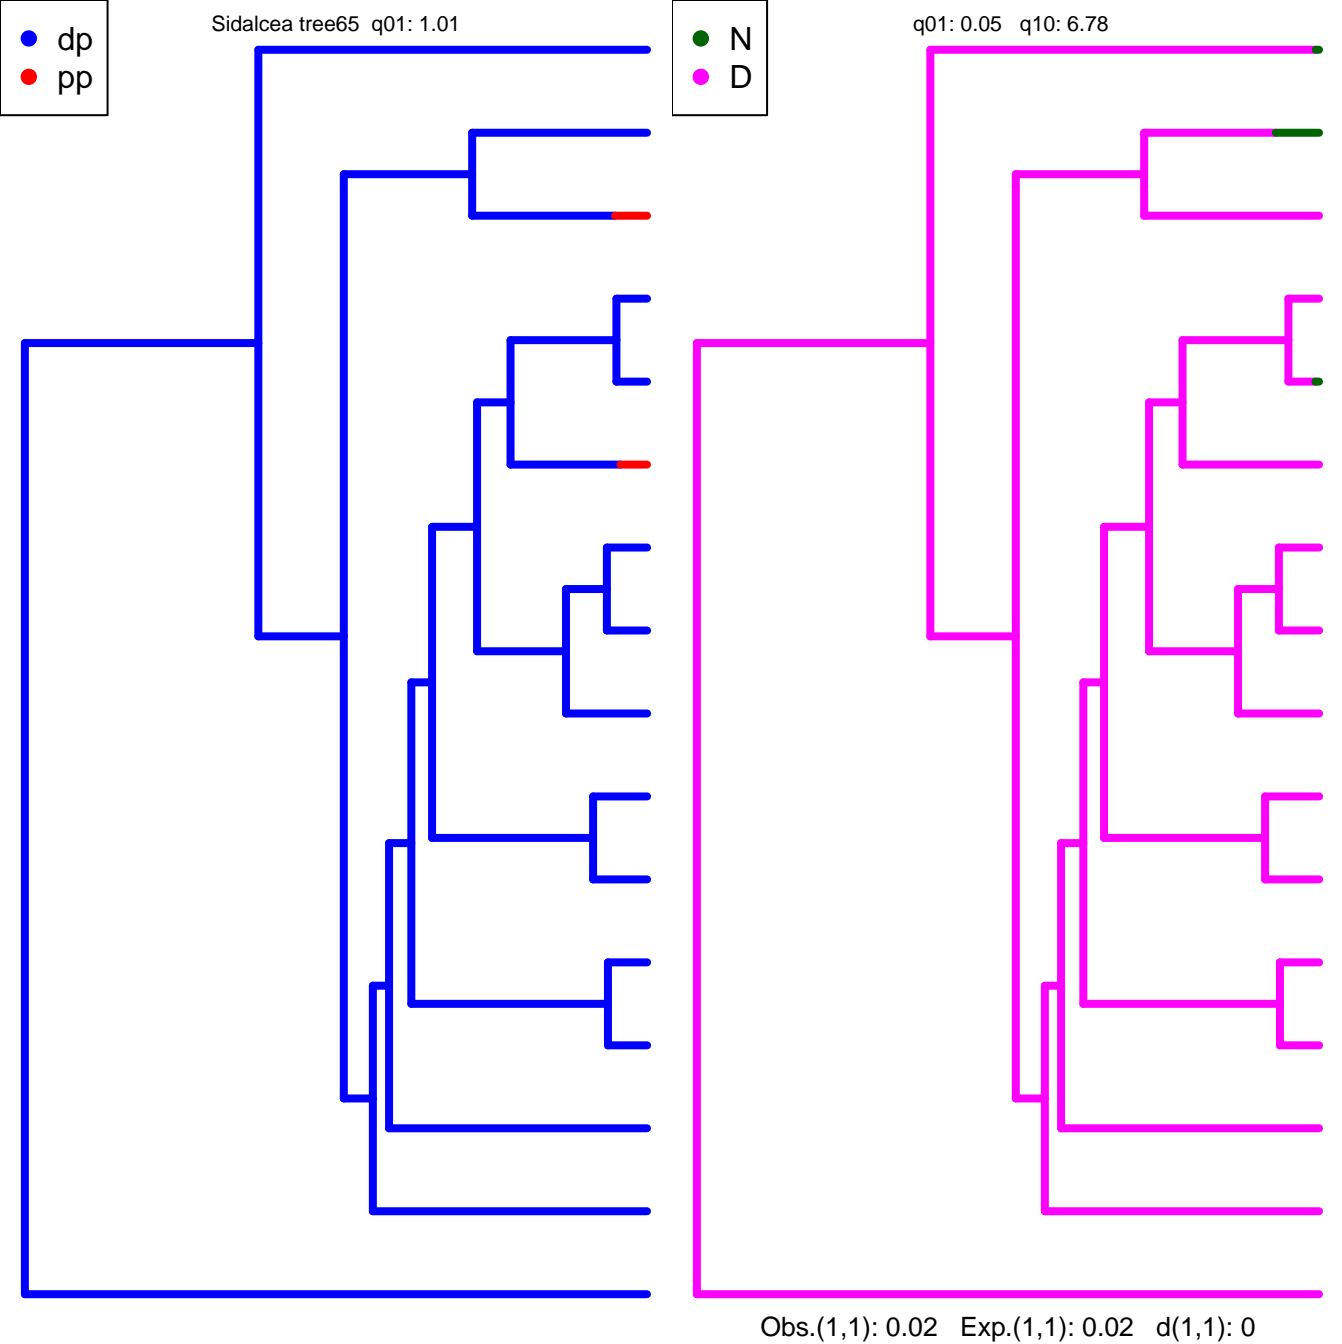 Sidalcea tree65  q01: 1.01
dp
pp
q01: 0.05   q10: 6.78
N
D
Obs.(1,1): 0.02   Exp.(1,1): 0.02   d(1,1): 0